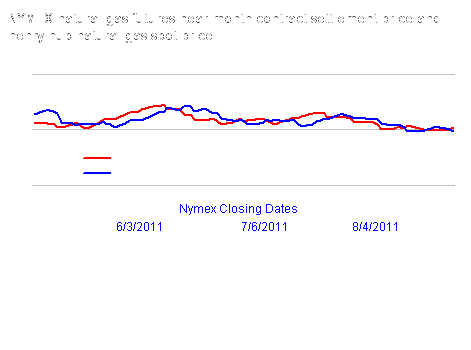 NYMEX natural gas futures near-month contract settlement price and
henry hub natural gas spot price
Nymex Closing Dates
6/3/2011 7/6/2011 8/4/2011